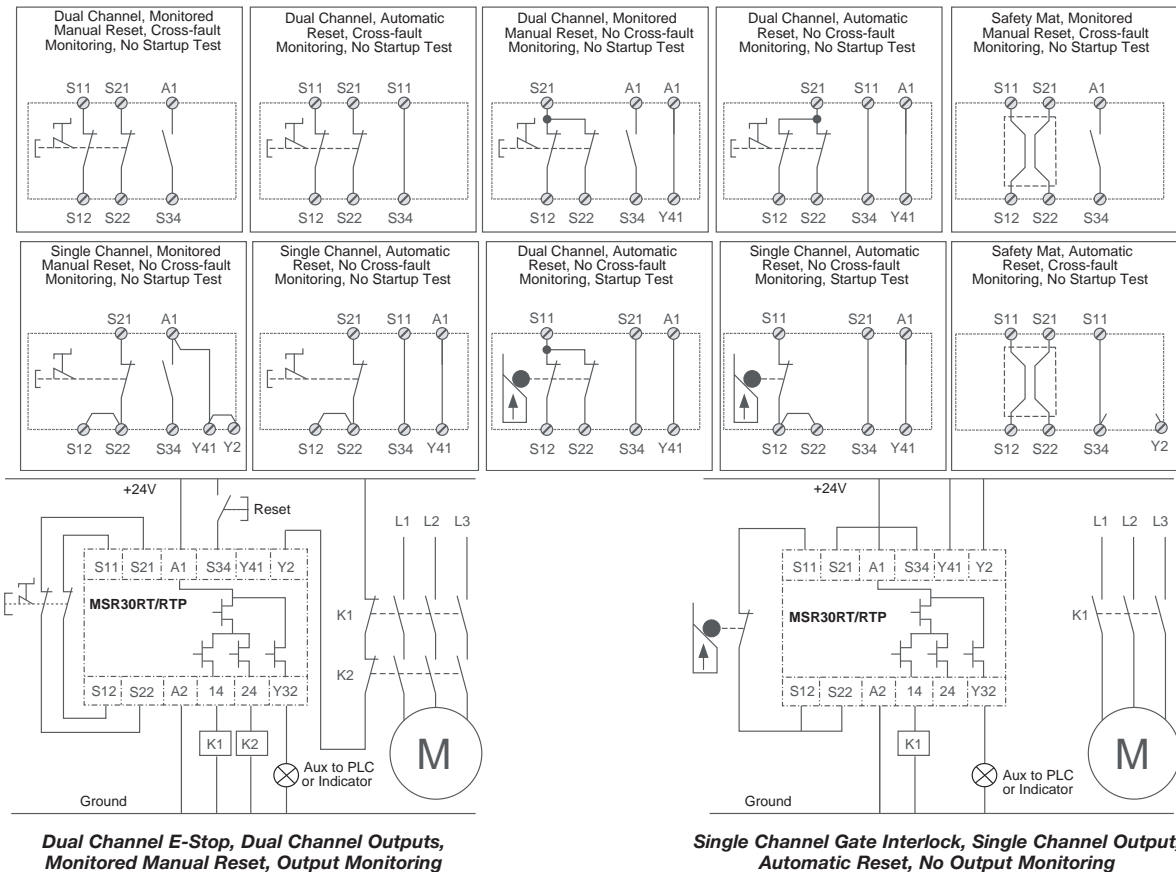 Dual Channel, Monitored
Manual Reset, Cross-fault
Monitoring, No Startup Test
S11 S21 A1
S12 S22 S34
Dual Channel, Automatic
Reset, Cross-fault
Monitoring, No Startup Test
S11 S21 S11
S12 S22 S34
Dual Channel, Monitored
Manual Reset, No Cross-fault
Monitoring, No Startup Test
S21 A1 A1
S12 S22 S34 Y41
Dual Channel, Automatic
Reset, No Cross-fault
Monitoring, No Startup Test
S21 S11 A1
S12 S22 S34 Y41
Safety Mat, Monitored
Manual Reset, Cross-fault
Monitoring, No Startup Test
S11 S21 A1
S12 S22 S34
Single Channel, Monitored
Manual Reset, No Cross-fault
Monitoring, No Startup Test
S21 A1
S12 S22 S34 Y41 Y2
Single Channel, Automatic
Reset, No Cross-fault
Monitoring, No Startup Test
S21 S11 A1
S12 S22 S34 Y41
Dual Channel, Automatic
Reset, No Cross-fault
Monitoring, Startup Test
S11 S21 A1
S12 S22 S34 Y41
Single Channel, Automatic
Reset, No Cross-fault
Monitoring, Startup Test
S11 S21 A1
S12 S22 S34 Y41
Safety Mat, Automatic
Reset, Cross-fault
Monitoring, No Startup Test
S11 S21 S11
S12 S22 S34 Y2
+24V
Reset
L1 L2 L3
S11 S21 A1 S34 Y41 Y2
MSR30RT/RTP
K1
K2
S12 S22 A2 14 24 Y32
K1 K2
M
Aux to PLC
or Indicator
Ground
Dual Channel E-Stop, Dual Channel Outputs,
Monitored Manual Reset, Output Monitoring
+24V
L1 L2 L3
S11 S21 A1 S34 Y41 Y2
MSR30RT/RTP
K1
S12 S22 A2 14 24 Y32
K1
M
Aux to PLC
or Indicator
Ground
Single Channel Gate Interlock, Single Channel Output,
Automatic Reset, No Output Monitoring